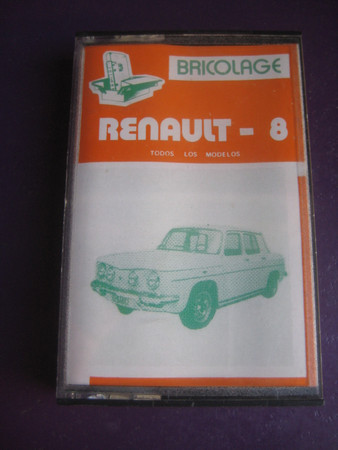 BRICOLAGE
RENAULT - 8
TODOS LOS MODELOS